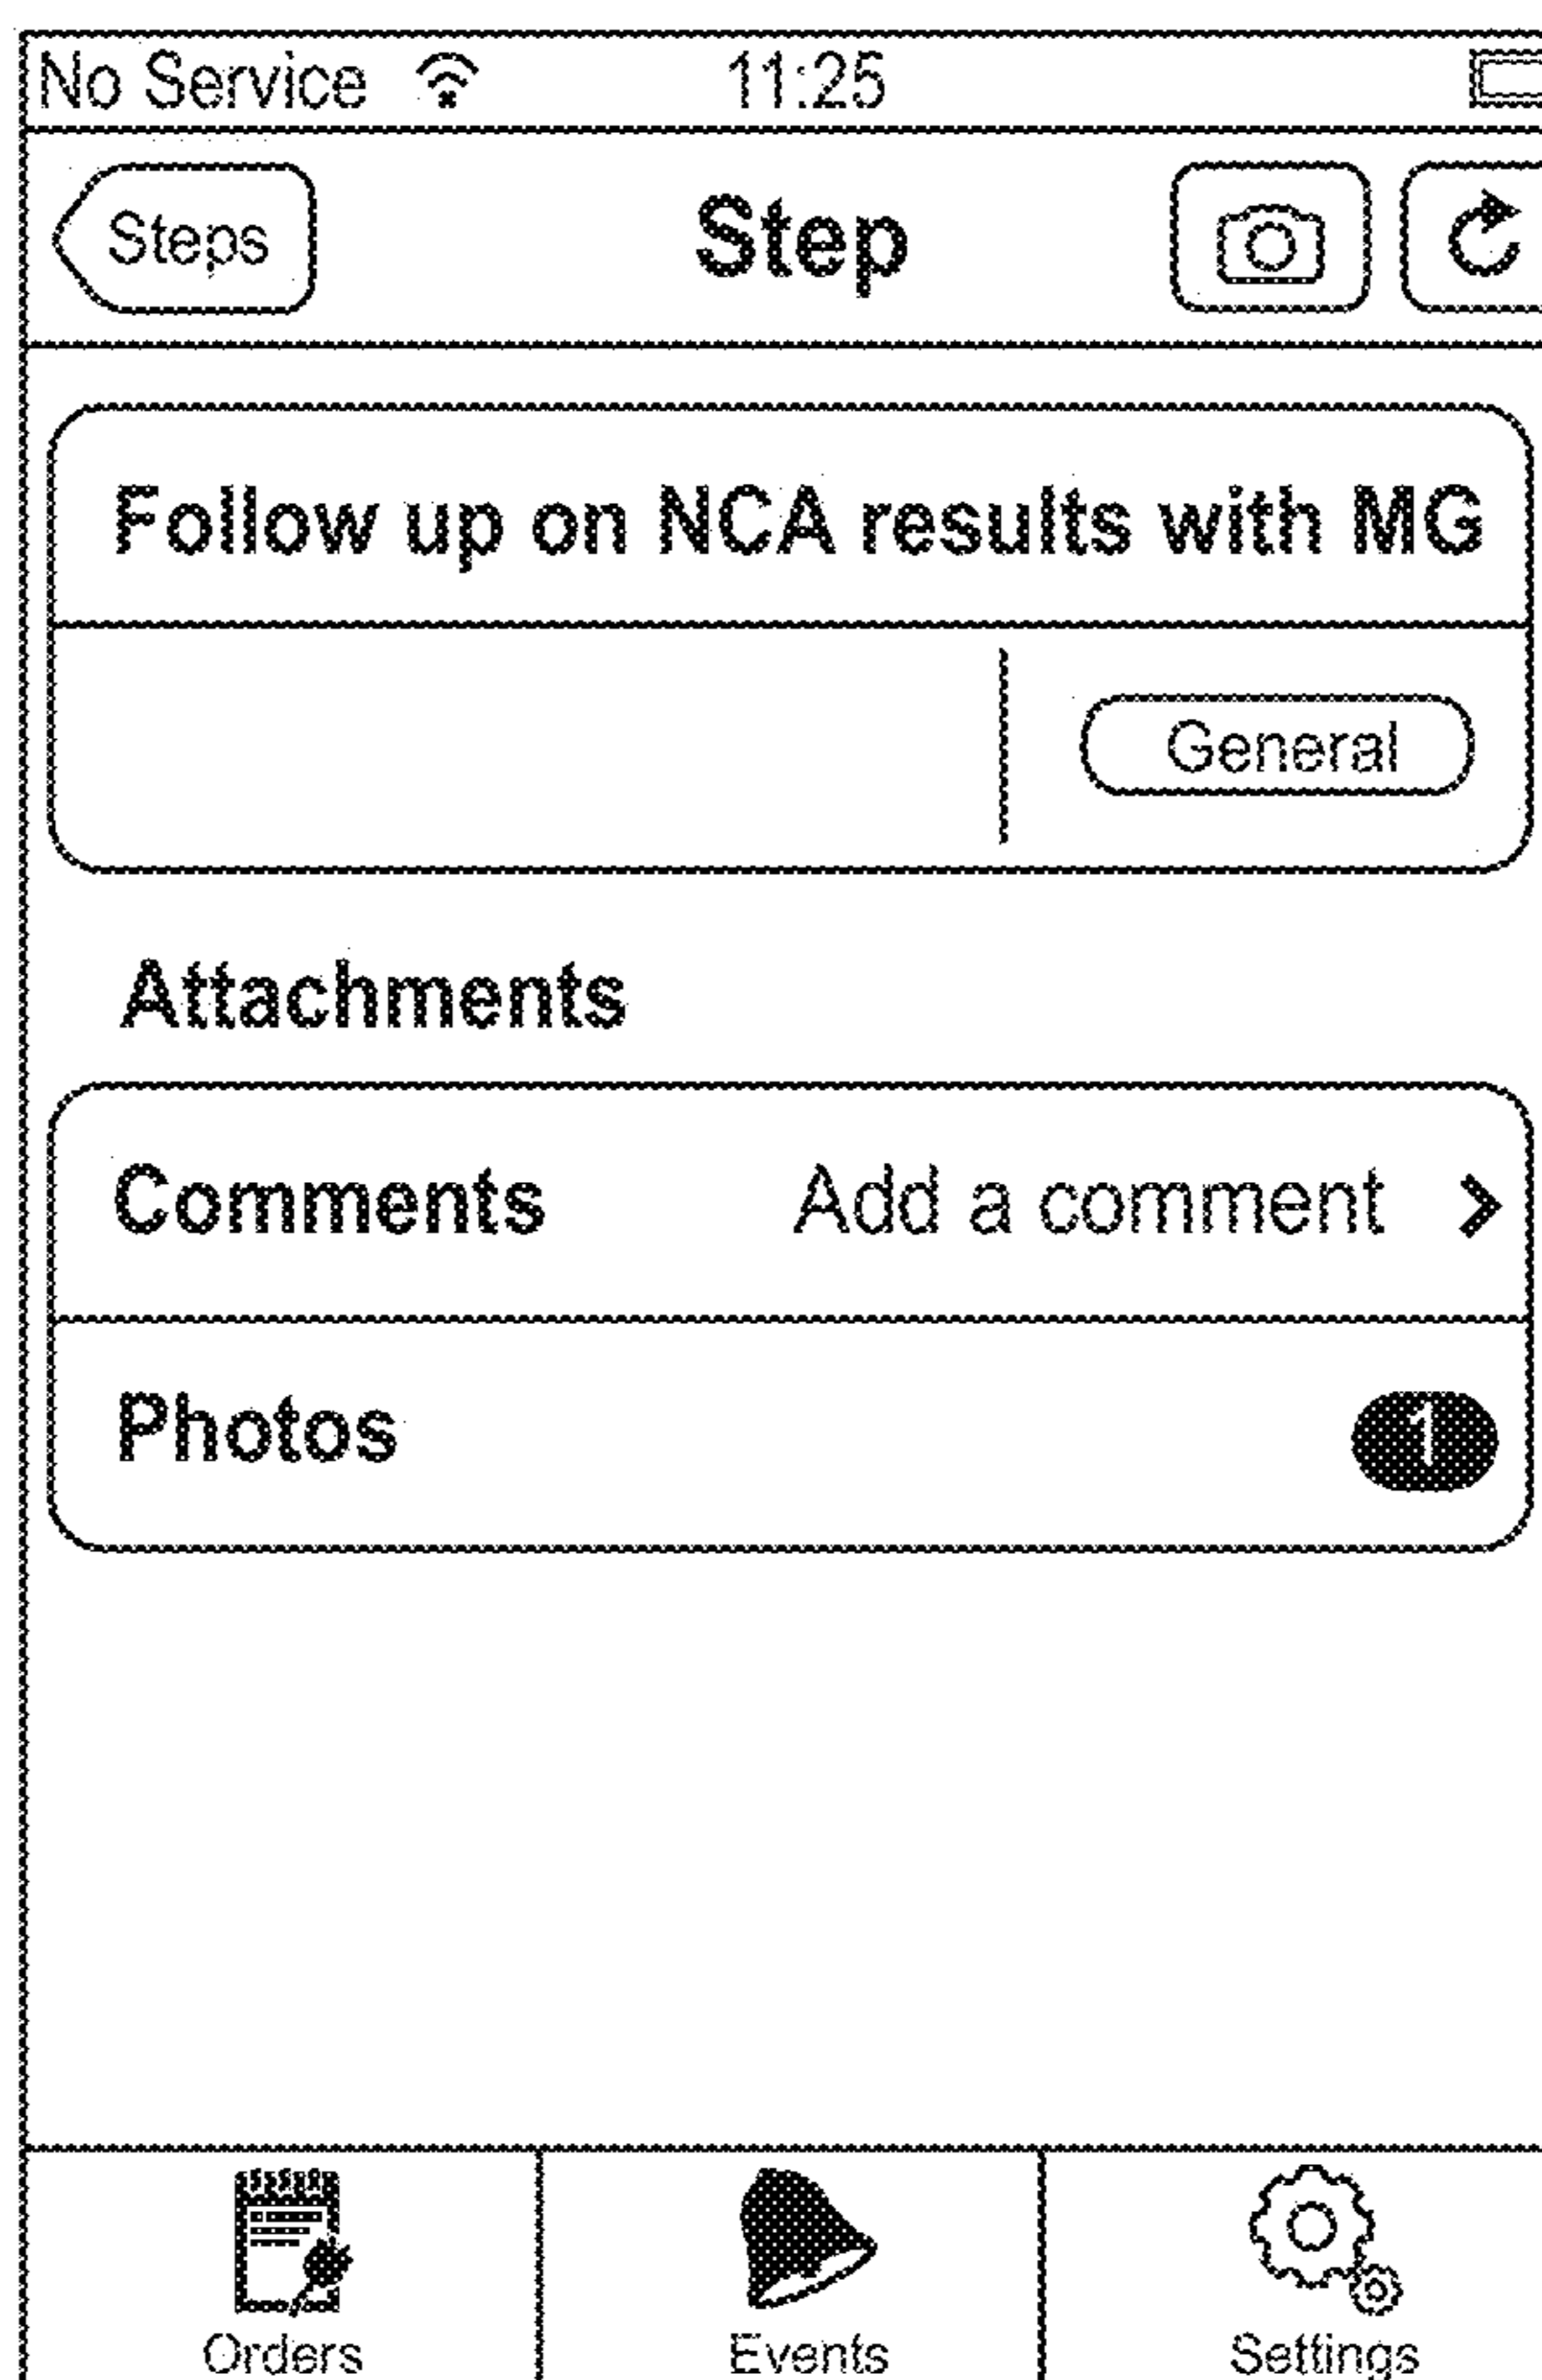 No Service 11:25
Steps Step
Follow up on NCA results with MG
General
Attachments
Comments Add a comment >
Photos 1
Orders Events Settings